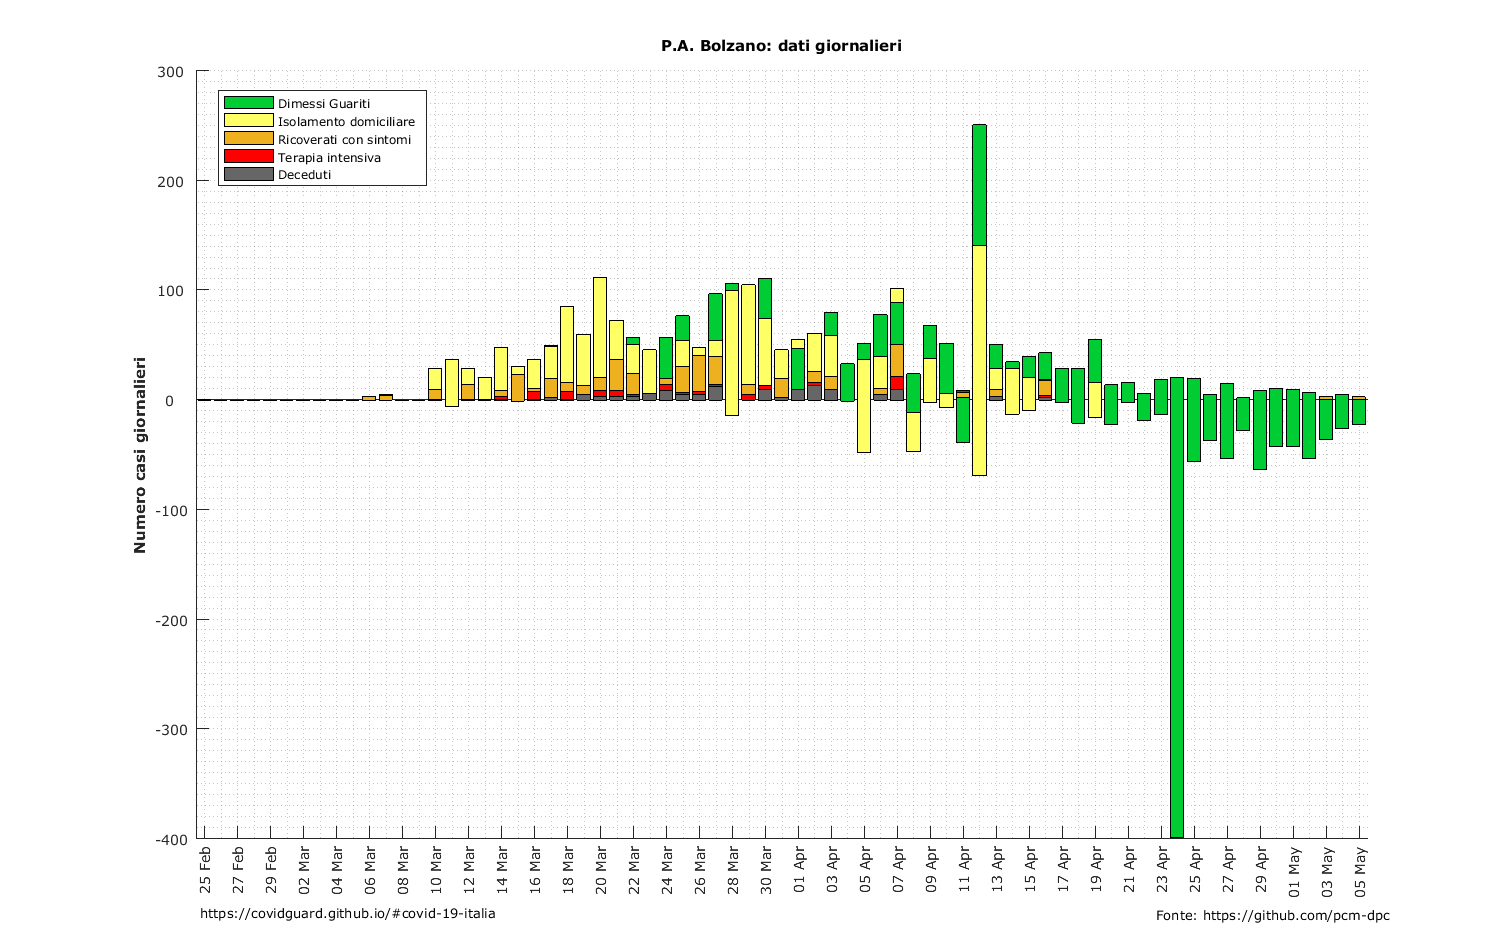 P.A. Bolzano: dati giornalieri
Numero casi giornalieri
300
200
100
0
-100
-200
-300
-400
Dimessi Guariti
Isolamento domiciliare
Ricoverati con sintomi
Terapia intensiva
Deceduti
25 Feb
27 Feb
29 Feb
02 Mar
04 Mar
06 Mar
08 Mar
10 Mar
12 Mar
14 Mar
16 Mar
18 Mar
20 Mar
22 Mar
24 Mar
26 Mar
28 Mar
30 Mar
01 Apr
03 Apr
05 Apr
07 Apr
09 Apr
11 Apr
13 Apr
15 Apr
17 Apr
19 Apr
21 Apr
23 Apr
25 Apr
27 Apr
29 Apr
01 May
03 May
05 May
https://covidguard.github.io/#covid-19-italia
Fonte: https://github.com/pcm-dpc